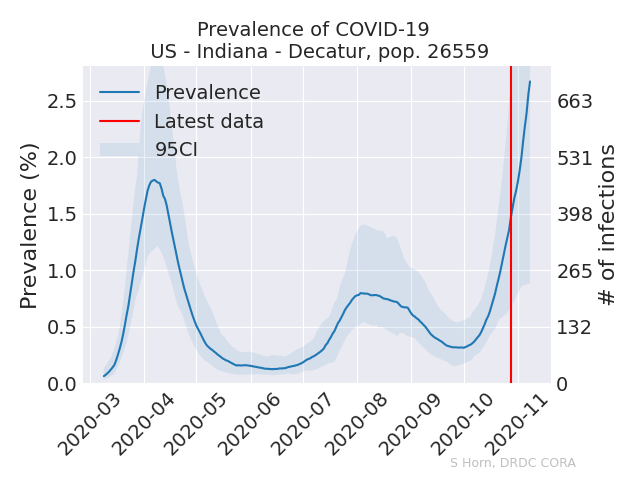 Prevalence of COVID-19
US - Indiana - Decatur, pop. 26559
Prevalence
Latest data
95CI
Prevalence (%)
2.5
2.0
1.5
1.0
0.5
0.0
663
531
398
265
132
0
# of infections
2020-03
2020-04
2020-05
2020-06
2020-07
2020-08
2020-09
2020-10
2020-11
S Horn, DRDC CORA